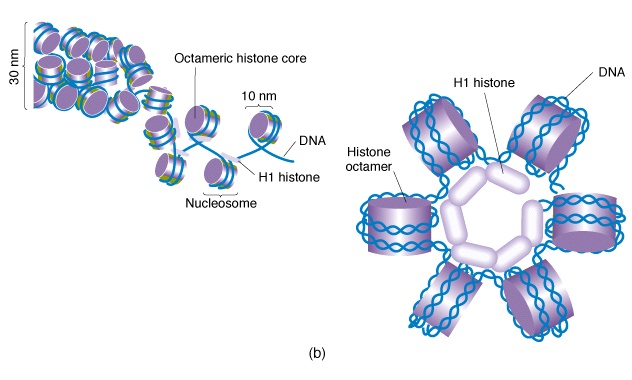 30 nm
Octameric histone core
10 nm
DNA
H1 histone
Nucleosome
H1 histone
DNA
Histone
octamer
(b)